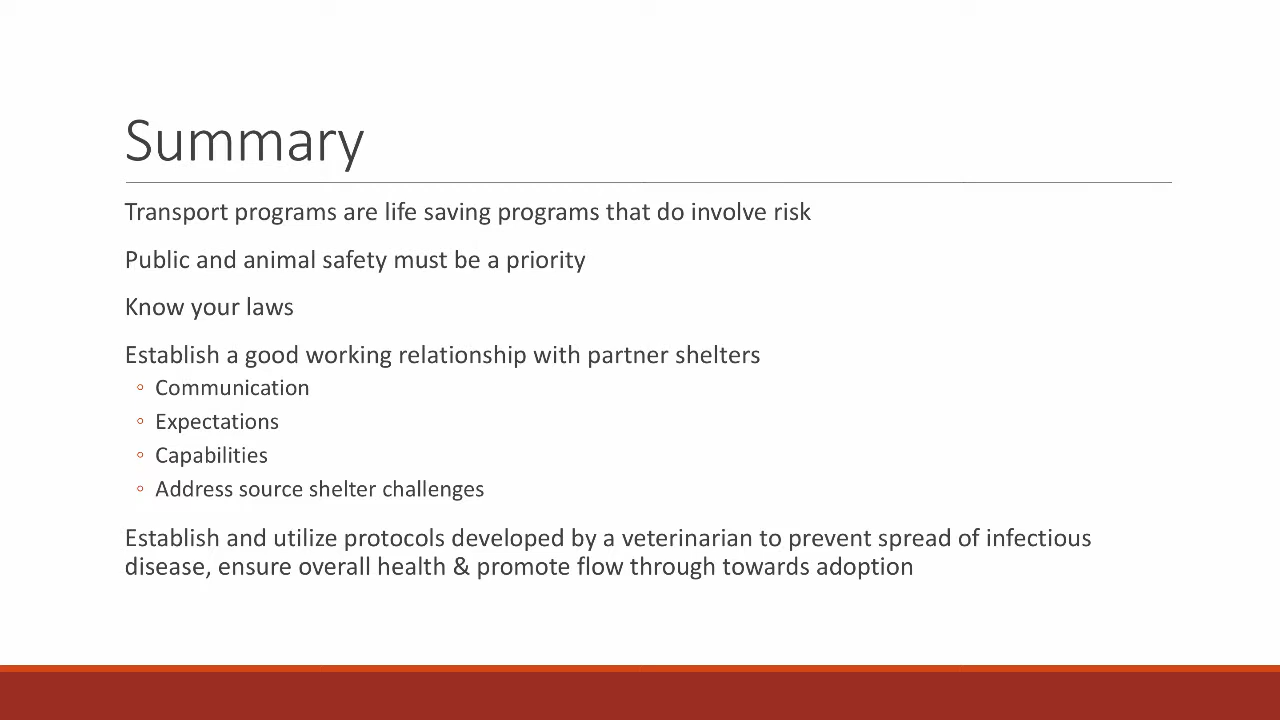 Summary
Transport programs are life saving programs that do involve risk
Public and animal safety must be a priority
Know your laws
Establish a good working relationship with partner shelters
◦ Communication
◦ Expectations
◦ Capabilities
◦ Address source shelter challenges
Establish and utilize protocols developed by a veterinarian to prevent spread of infectious
disease, ensure overall health & promote flow through towards adoption